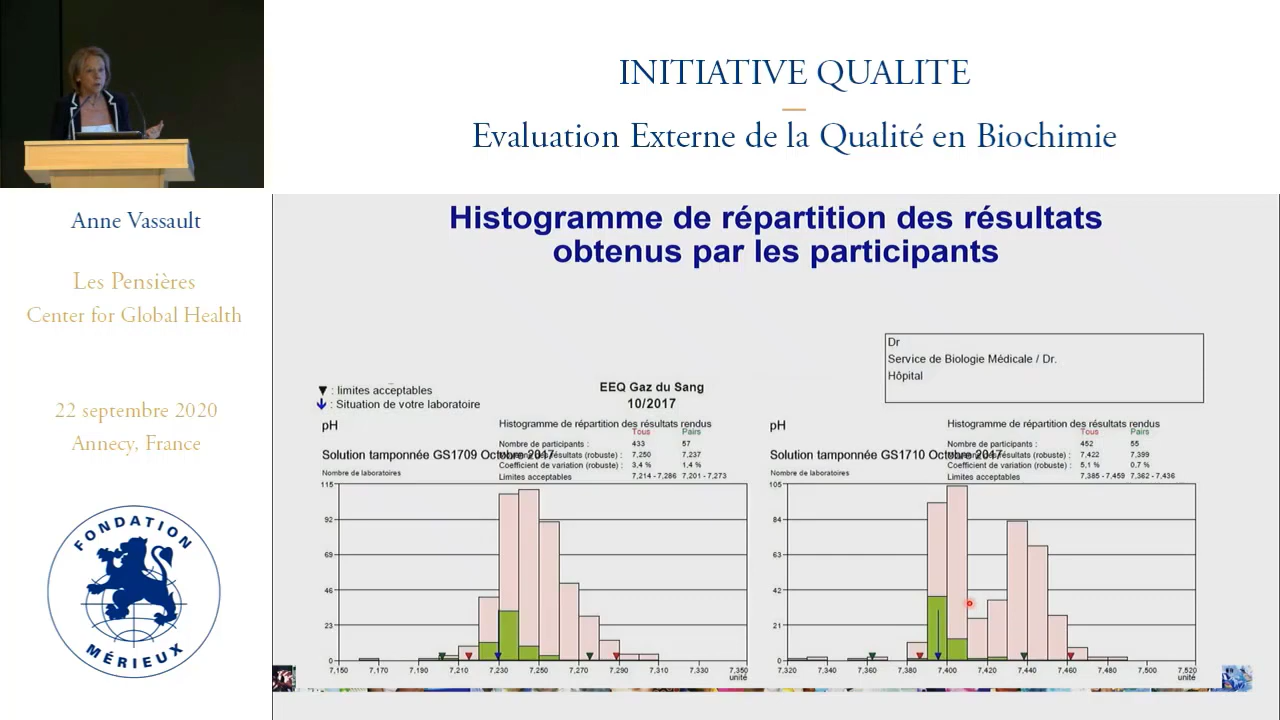 INITIATIVE QUALITE
Evaluation Externe de la Qualité en Biochimie
Anne Vassault
Les Pensières
Center for Global Health
22 septembre 2020
Annecy, France
FONDATION
MÉRIEUX
Histogramme de répartition des résultats
obtenus par les participants
Dr
Service de Biologie Médicale / Dr.
Hôpital
: limites acceptables
: Situation de votre laboratoire
EEQ Gaz du Sang
10/2017
pH
Histogramme de répartition des résultats rendus
Tous Pairs
Nombre de participants : 433 57
Solution tamponnée GS1709 Octobre 2017
résultats (robuste) : 7,250 7,237
Coefficient de variation (robuste) : 3,4 % 1,4 %
Limites acceptables 7,214 - 7,286 7,201 - 7,273
Nombre de laboratoires
115
92
69
46
23
0
7,150 7,170 7,190 7,210 7,230 7,250 7,270 7,290 7,310 7,330 7,350
unité
pH
Histogramme de répartition des résultats rendus
Tous Pairs
Nombre de participants : 452 55
Solution tamponnée GS1710 Octobre 2017
résultats (robuste) : 7,422 7,399
Coefficient de variation (robuste) : 5,1 % 0,7 %
Limites acceptables 7,385 - 7,459 7,362 - 7,436
Nombre de laboratoires
105
84
63
42
21
0
7,320 7,340 7,360 7,380 7,400 7,420 7,440 7,460 7,480 7,500 7,520
unité